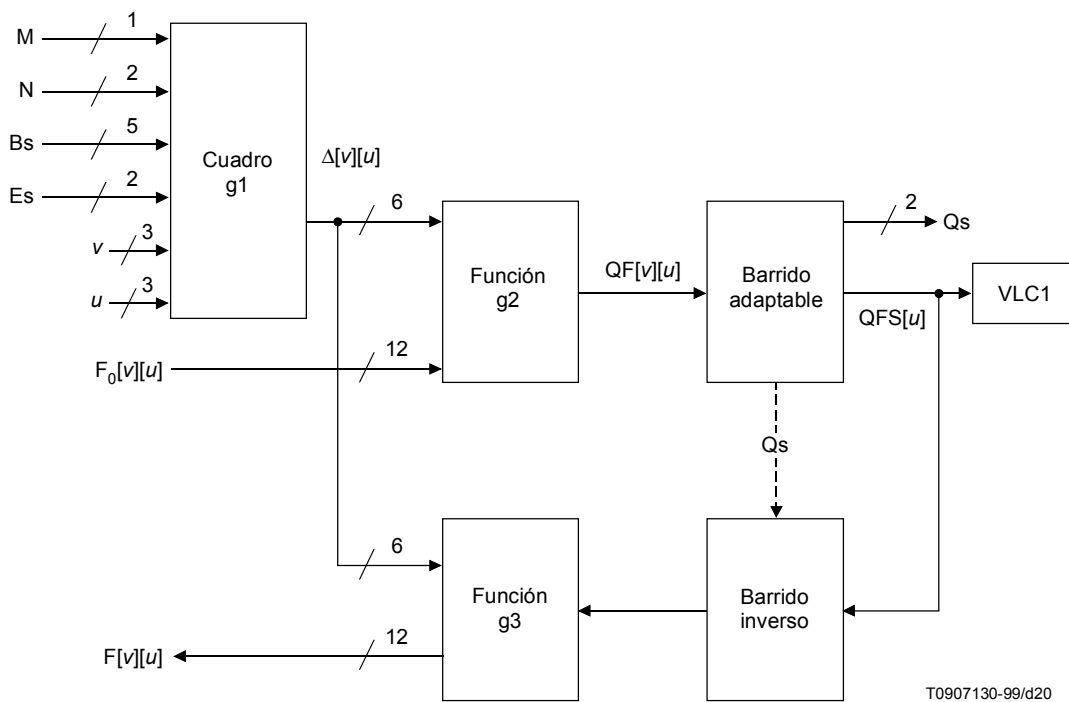 M
1
N
2
Bs
5
Es
2
v
3
u
3
Cuadro
g1
Δ[v][u]
6
F0[v][u]
12
Función
g2
QF[v][u]
Barrido
adaptable
2
Qs
QFS[u]
VLC1
Qs
6
Función
g3
Barrido
inverso
F[v][u]
12
T0907130-99/d20